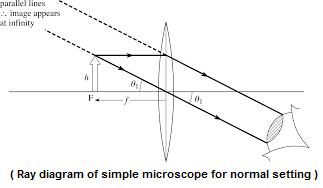 parallel lines
∴ image appears
at infinity
h
θ₁
F
f
θ₁
( Ray diagram of simple microscope for normal setting )